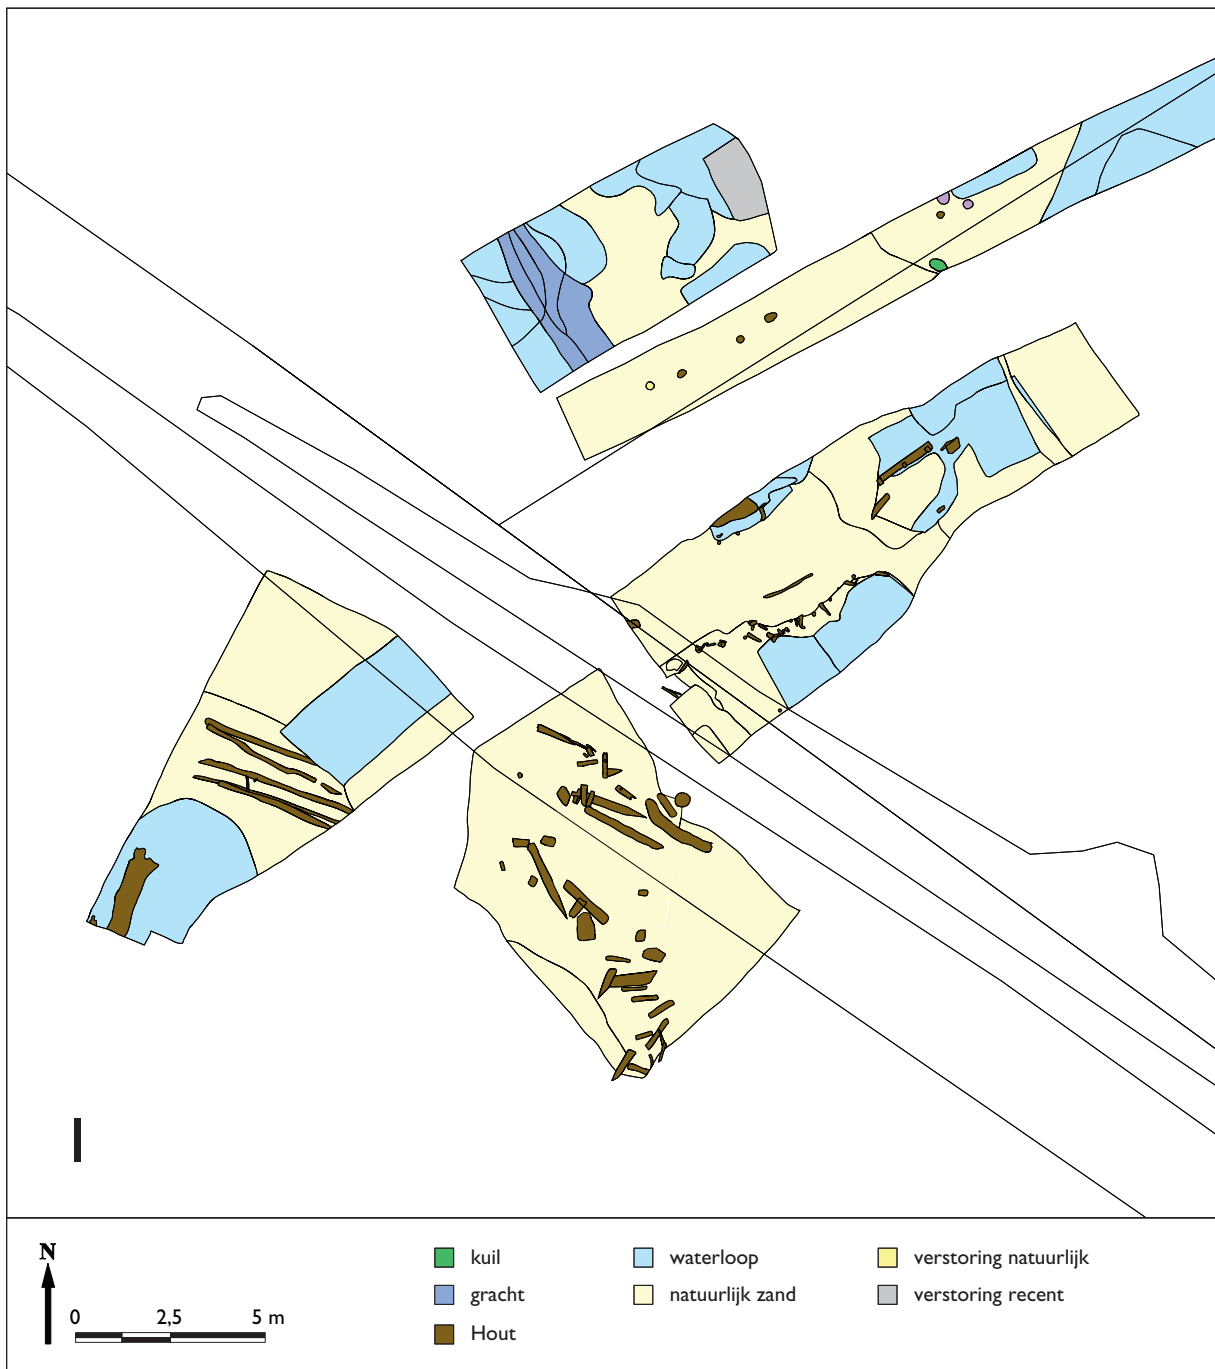 N
0 2,5 5 m
kuil waterloop verstoring natuurlijk
gracht natuurlijk zand verstoring recent
Hout